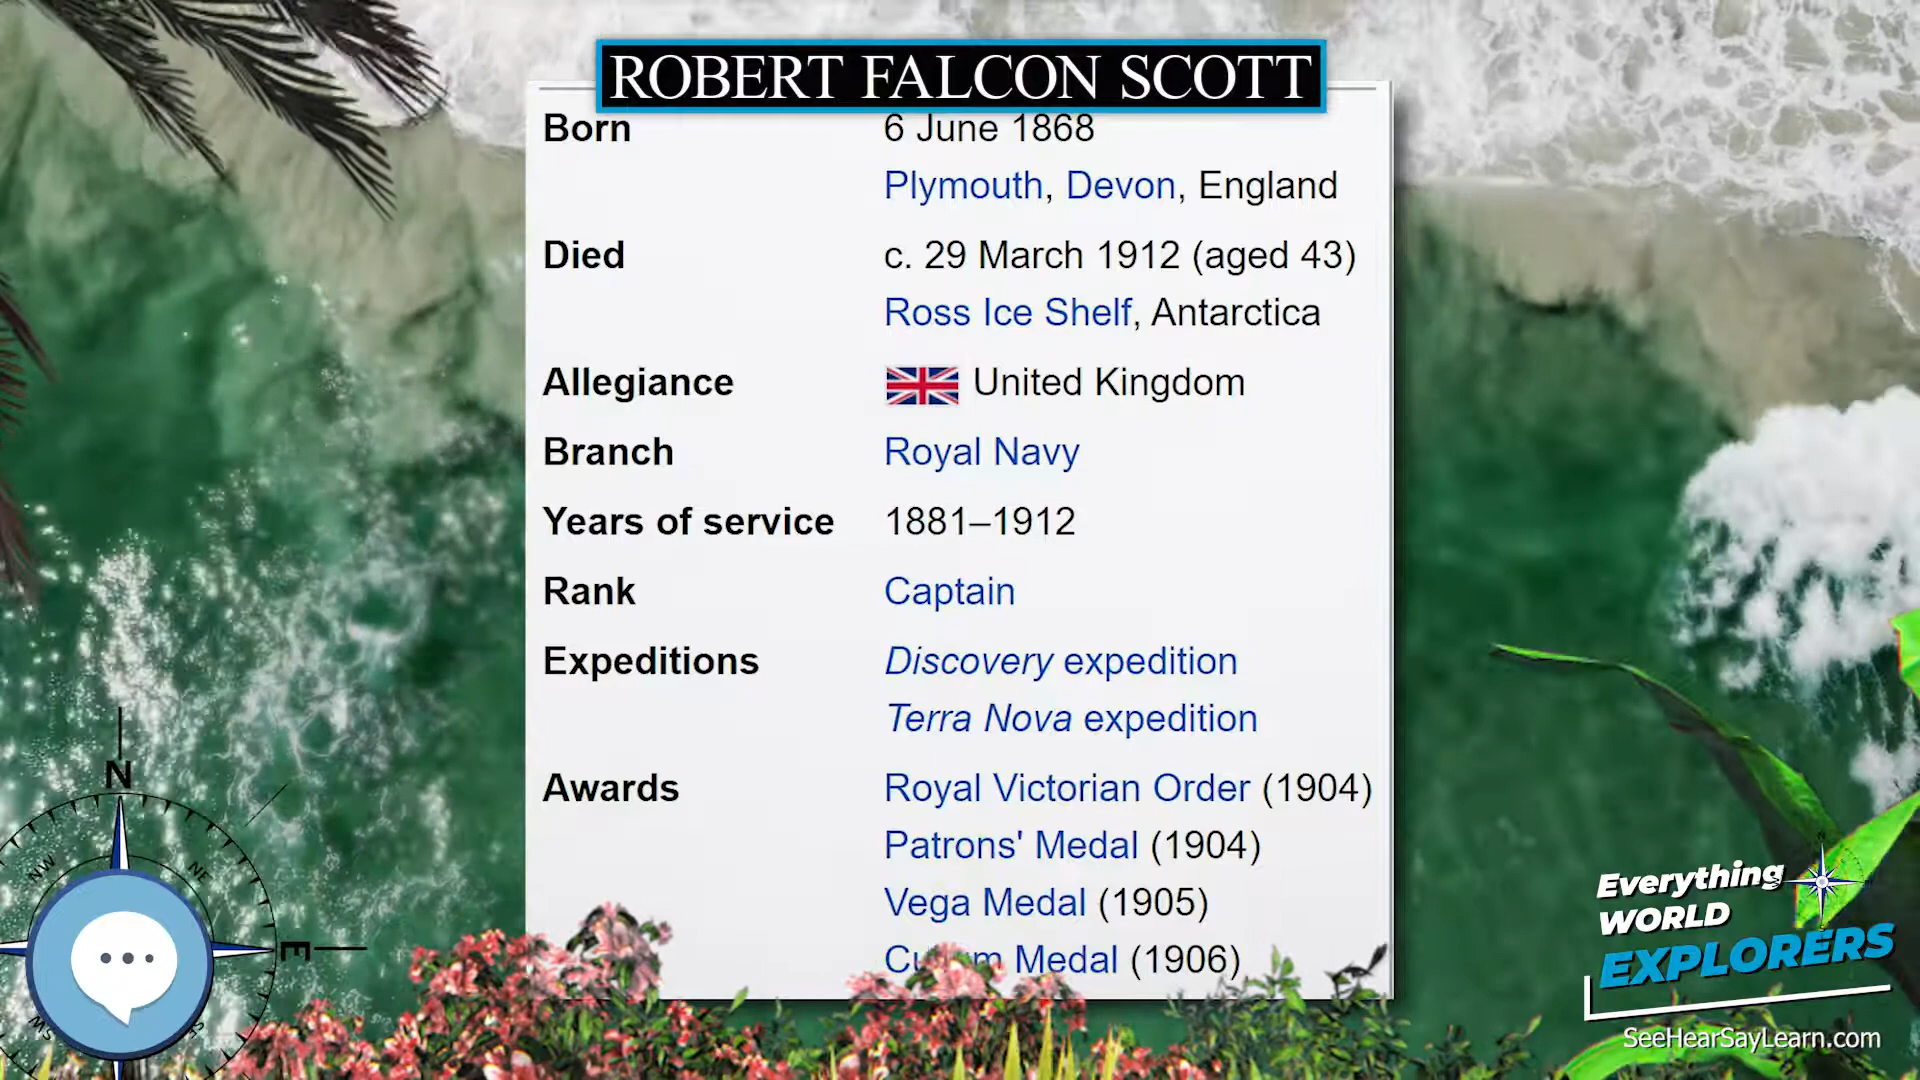 ROBERT FALCON SCOTT
Born 6 June 1868
Plymouth, Devon, England
Died c. 29 March 1912 (aged 43)
Ross Ice Shelf, Antarctica
Allegiance United Kingdom
Branch Royal Navy
Years of service 1881–1912
Rank Captain
Expeditions Discovery expedition
Terra Nova expedition
Awards Royal Victorian Order (1904)
Patrons' Medal (1904)
Vega Medal (1905)
Medal (1906)
N
NW NE
E
SW
Everything
WORLD
EXPLORERS
SeeHearSayLearn.com